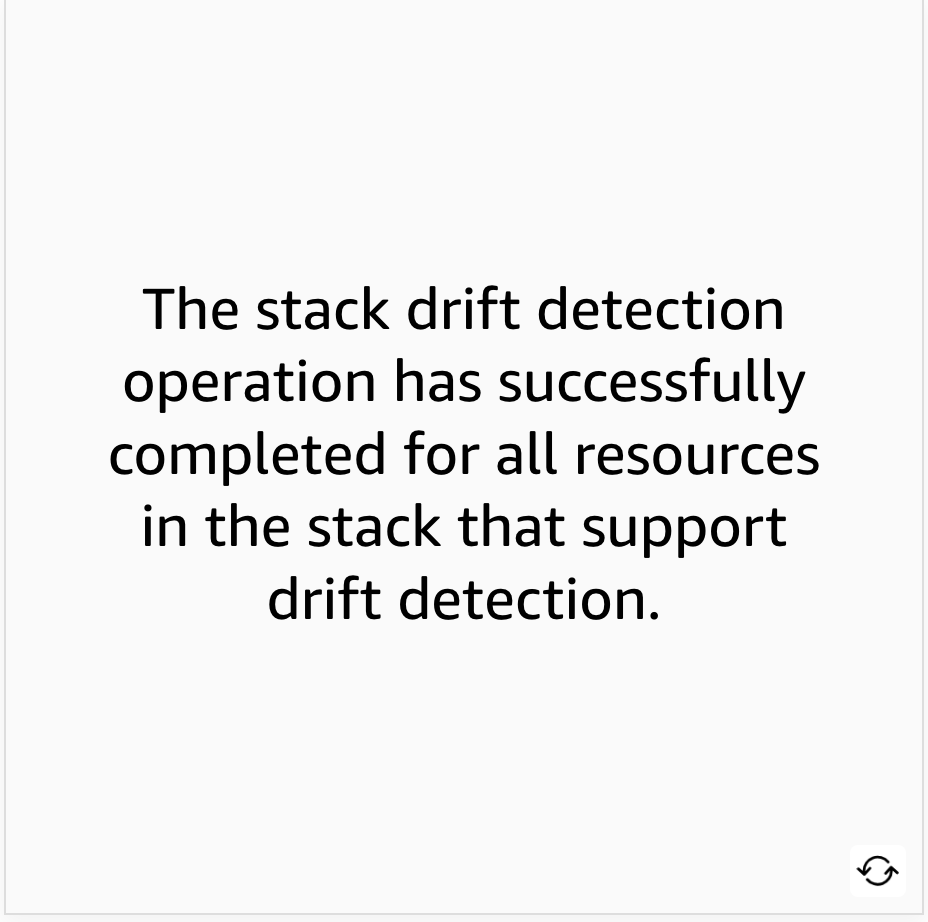 The stack drift detection
operation has successfully
completed for all resources
in the stack that support
drift detection.